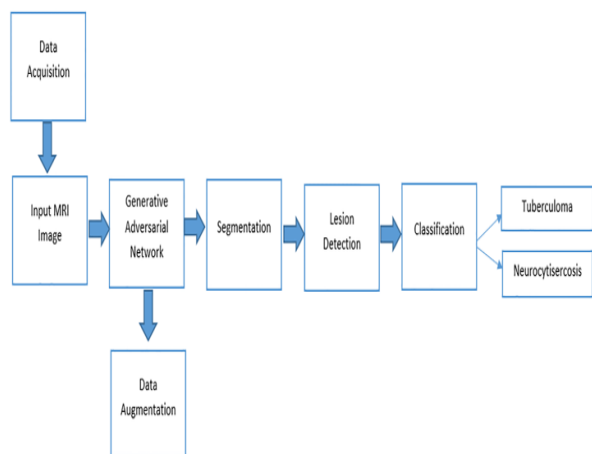 Data
Acquisition
Input MRI
Image
Generative
Adversarial
Network
Segmentation
Lesion
Detection
Classification
Tuberculoma
Neurocytisercosis
Data
Augmentation